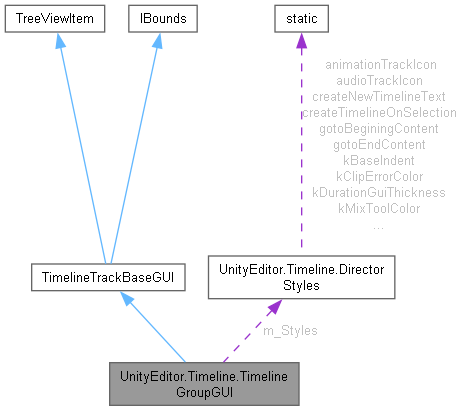 TreeViewItem
IBounds
static
animationTrackIcon
audioTrackIcon
createNewTimelineText
createTimelineOnSelection
gotoBeginingContent
gotoEndContent
kBaseIndent
kClipErrorColor
kDurationGuiThickness
kMixToolColor
...
TimelineTrackBaseGUI
UnityEditor.Timeline.Director
Styles
m_Styles
UnityEditor.Timeline.Timeline
GroupGUI